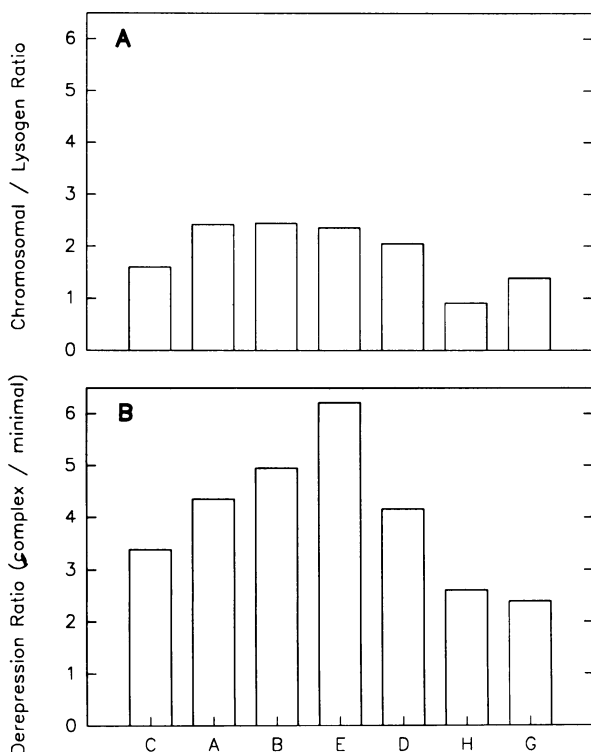 Chromosomal / Lysogen Ratio
A
6
5
4
3
2
1
0
Derepression Ratio (complex / minimal)
B
6
5
4
3
2
1
0
C A B E D H G